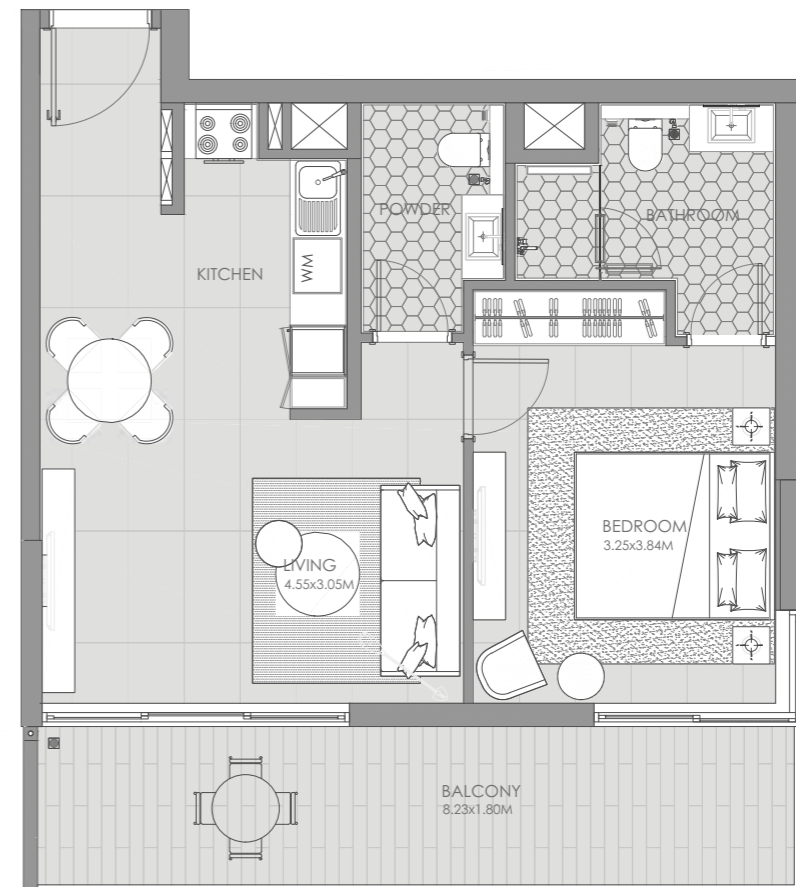 POWDER
BATHROOM
KITCHEN
WM
BEDROOM
3.25x3.84M
LIVING
4.55x3.05M
BALCONY
8.23x1.80M